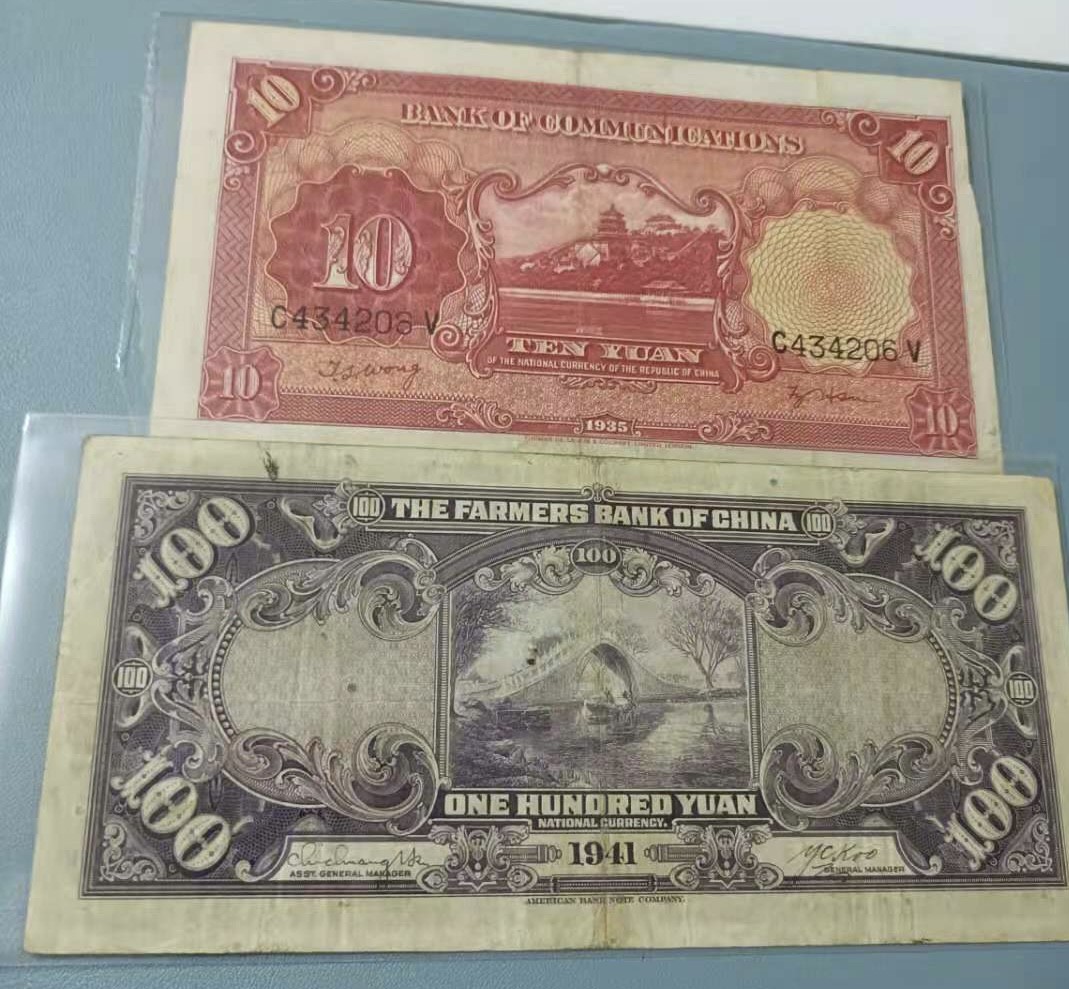 10 10
BANK OF COMMUNICATIONS
10
C434206 V
C434206 V
TEN YUAN
OF THE NATIONAL CURRENCY OF THE REPUBLIC OF CHINA
10 10
1935
100 THE FARMERS BANK OF CHINA 100
100 100
100
100 100
100 100
ONE HUNDRED YUAN
NATIONAL CURRENCY.
1941
ASST. GENERAL MANAGER
GENERAL MANAGER
AMERICAN BANK NOTE COMPANY.